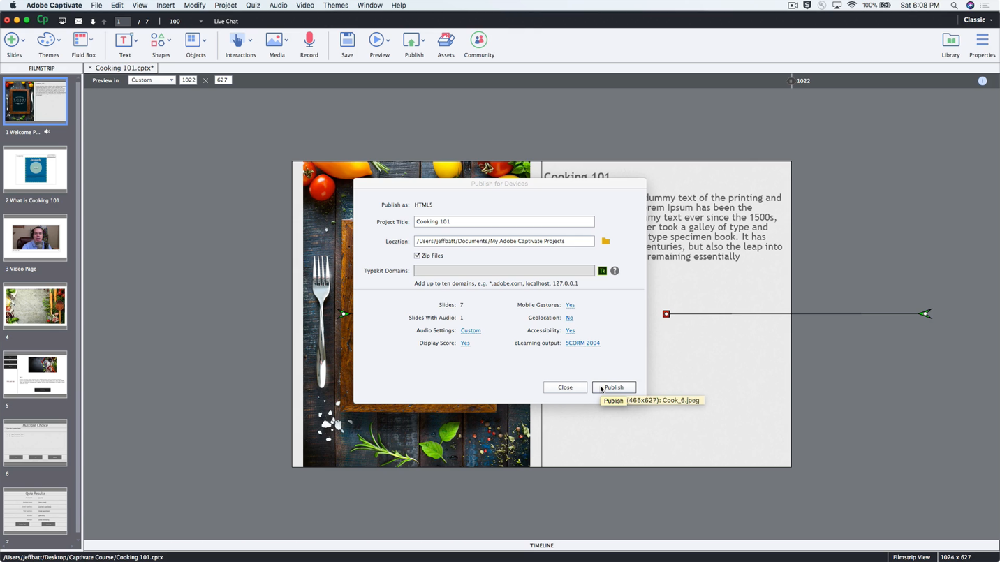 Adobe Captivate File Edit View Insert Modify Project Quiz Audio Video Themes Window Help 100% Sat 6:08 PM
Cp 1 / 7 100 Live Chat Classic
Slides Themes Fluid Box Text Shapes Objects Interactions Media Record Save Preview Publish Assets Community Library Properties
FILMSTRIP × Cooking 101.cptx*
Preview in Custom 1022 × 627 1022
1 Welcome P...
2 What is Cooking 101
3 Video Page
4
5
Multiple Choice
6
Quiz Results
7
Cooking 101
dummy text of the printing and
orem Ipsum has been the
my text ever since the 1500s,
er took a galley of type and
type specimen book. It has
enturies, but also the leap into
remaining essentially
Publish for Devices
Publish as: HTML5
Project Title: Cooking 101
Location: /Users/jeffbatt/Documents/My Adobe Captivate Projects
Zip Files
Typekit Domains: Tk ?
Add up to ten domains, e.g. *.adobe.com, localhost, 127.0.0.1
Slides: 7 Mobile Gestures: Yes
Slides With Audio: 1 Geolocation: No
Audio Settings: Custom Accessibility: Yes
Display Score: Yes eLearning output: SCORM 2004
Close Publish
Publish (465x627): Cook_6.jpeg
TIMELINE
/Users/jeffbatt/Desktop/Captivate Course/Cooking 101.cptx Filmstrip View 1024 x 627